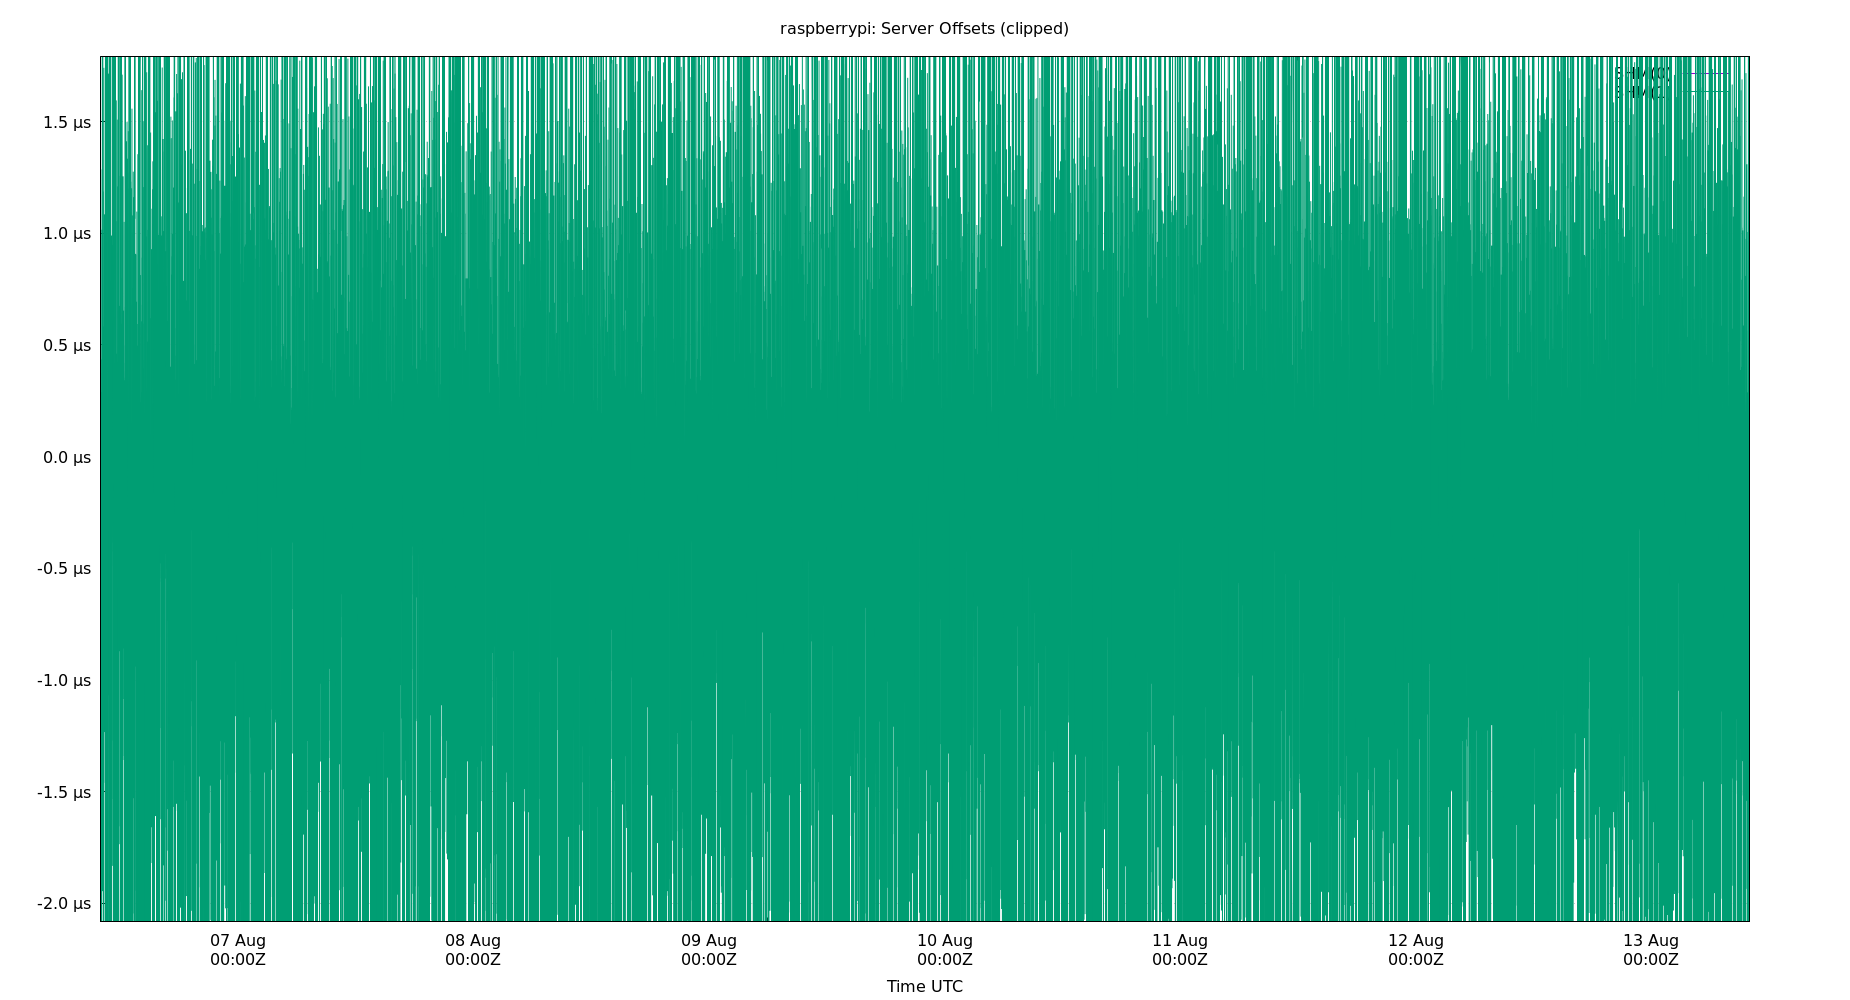 raspberrypi: Server Offsets (clipped)
1.5 µs
1.0 µs
0.5 µs
0.0 µs
-0.5 µs
-1.0 µs
-1.5 µs
-2.0 µs
07 Aug 08 Aug 09 Aug 10 Aug 11 Aug 12 Aug 13 Aug
00:00Z 00:00Z 00:00Z 00:00Z 00:00Z 00:00Z 00:00Z
Time UTC